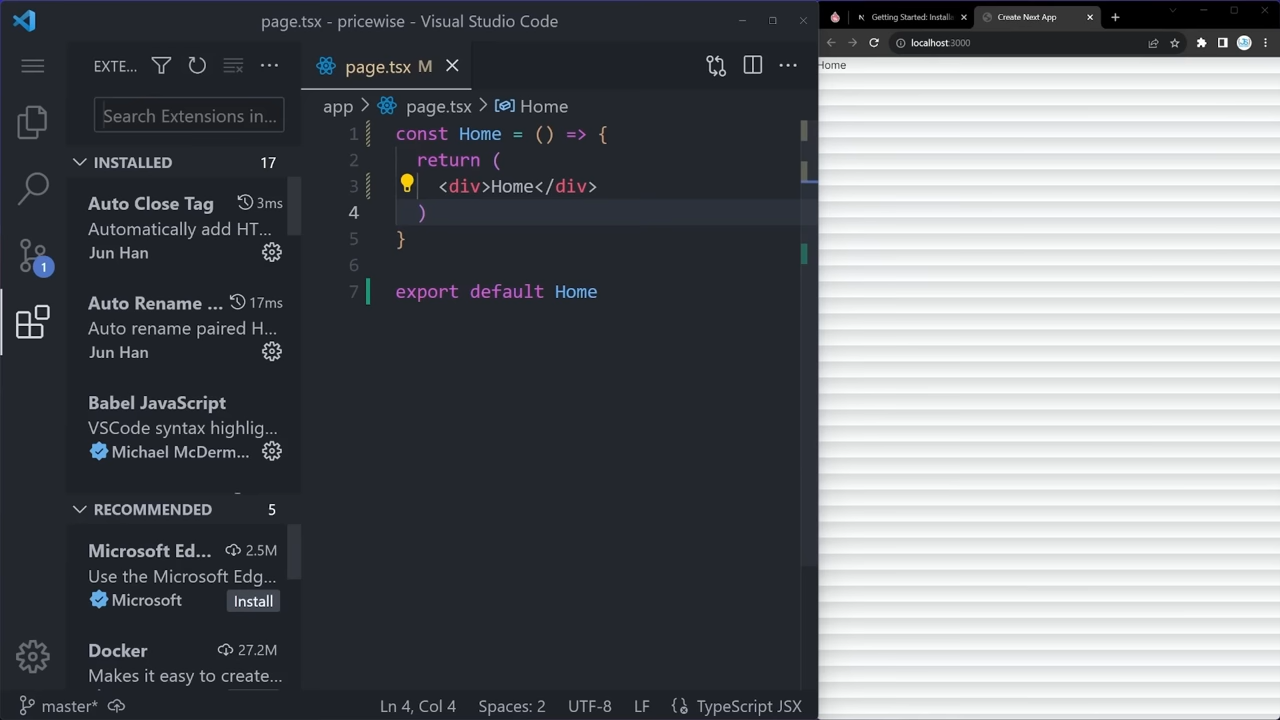 page.tsx - pricewise - Visual Studio Code
EXTE...
Search Extensions in...
INSTALLED 17
Auto Close Tag 3ms
Automatically add HT...
Jun Han
Auto Rename ... 17ms
Auto rename paired H...
Jun Han
Babel JavaScript
VSCode syntax highlig...
Michael McDerm...
RECOMMENDED 5
Microsoft Ed... 2.5M
Use the Microsoft Edg...
Microsoft Install
Docker 27.2M
Makes it easy to create...
page.tsx M
app > page.tsx > Home
1 const Home = () => {
2 return (
3 <div>Home</div>
4 )
5 }
6
7 export default Home
master*
Ln 4, Col 4 Spaces: 2 UTF-8 LF TypeScript JSX
Getting Started: Installa
Create Next App
localhost:3000
Home
1